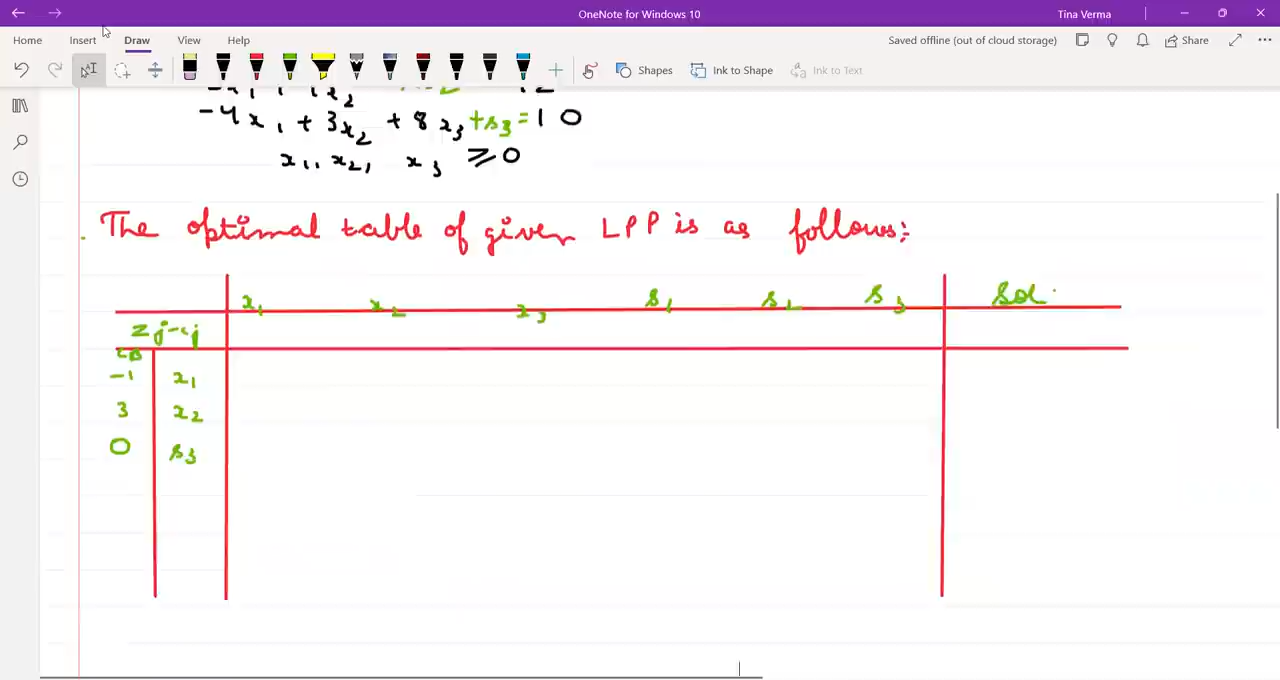 OneNote for Windows 10
Tina Verma
Home Insert Draw View Help
Saved offline (out of cloud storage)
Share
Shapes
Ink to Shape
Ink to Text
-4x₁ + 3x₂ + 8x₃ +s₃ = 10
x₁, x₂, x₃ ≥ 0
The optimal table of given LPP is as follows:
x₁ x₂ x₃ s₁ s₂ s₃ Sol.
zj-cj
CB
-1 x₁
3 x₂
0 s₃